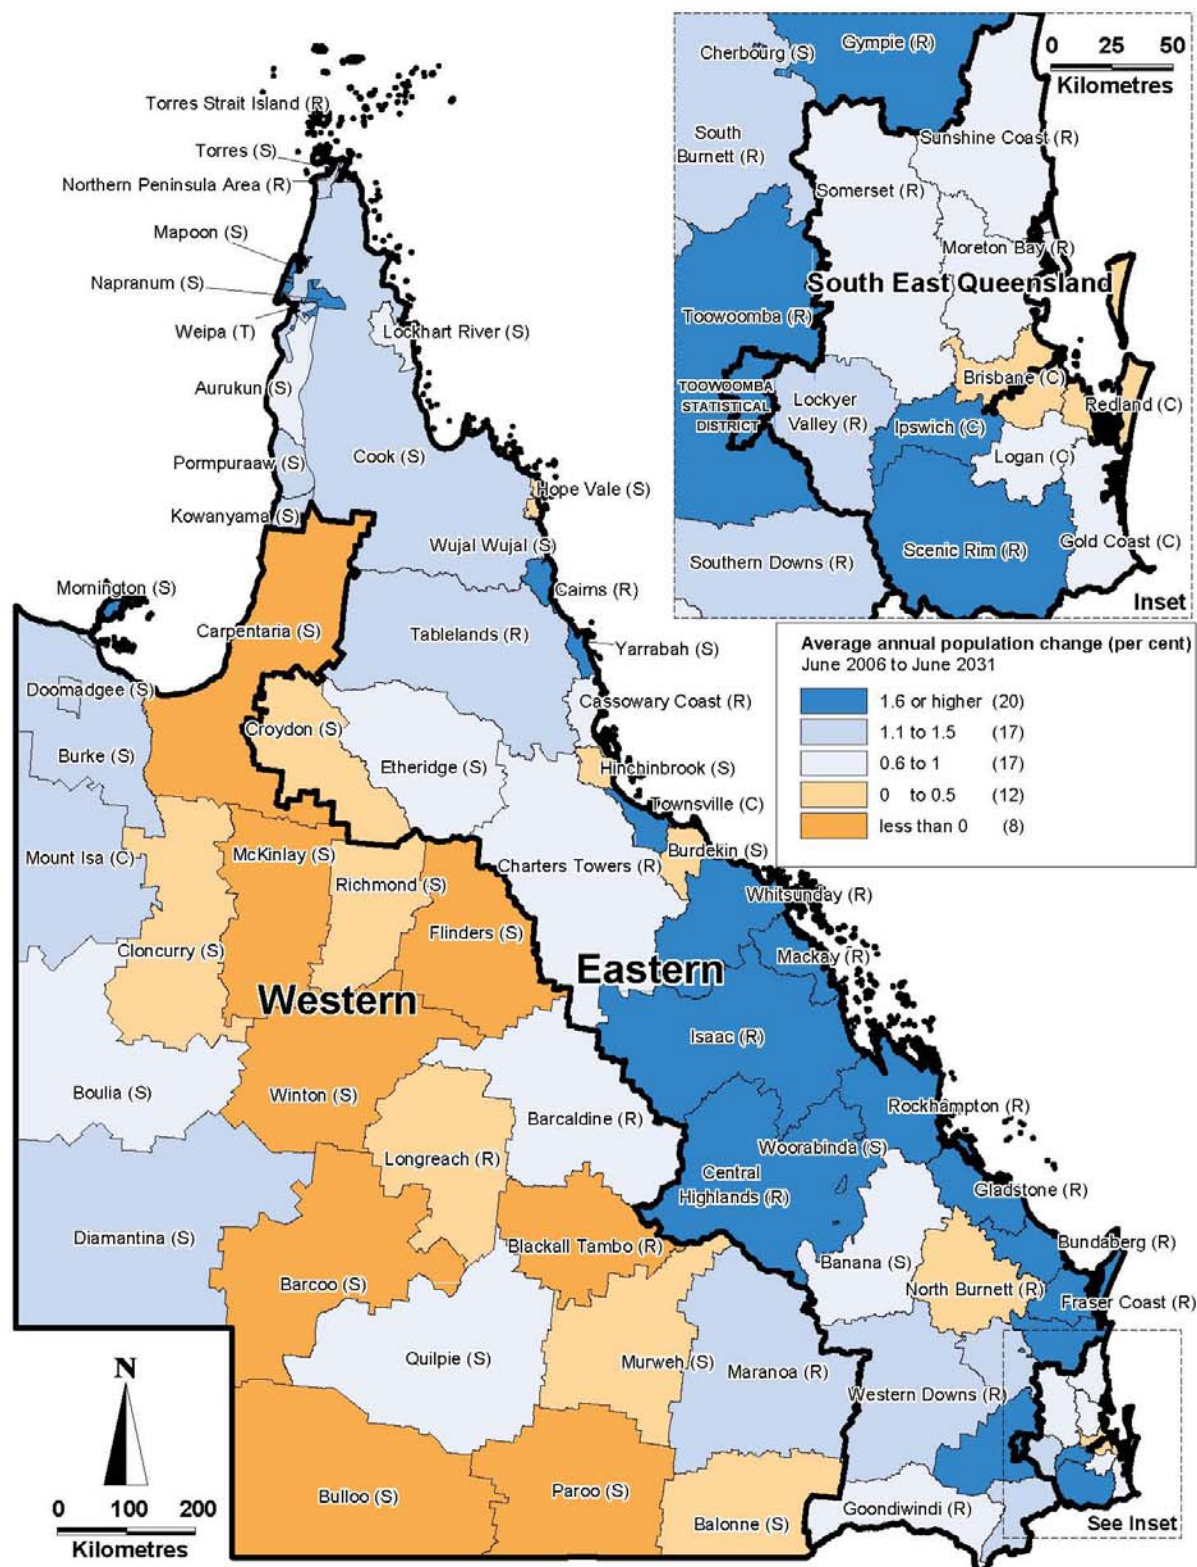 Torres Strait Island (R)
Torres (S)
Northern Peninsula Area (R)
Mapoon (S)
Napranum (S)
Weipa (T)
Lockhart River (S)
Aurukun (S)
Pormpuraaw (S)
Cook (S)
Kowanyama (S)
Hope Vale (S)
Wujal Wujal (S)
Mornington (S)
Cairns (R)
Carpentaria (S)
Tablelands (R)
Yarrabah (S)
Doomadgee (S)
Cassowary Coast (R)
Croydon (S)
Burke (S)
Etheridge (S)
Hinchinbrook (S)
Townsville (C)
Mount Isa (C)
McKinlay (S)
Richmond (S)
Charters Towers (R)
Burdekin (S)
Whitsunday (R)
Cloncurry (S)
Flinders (S)
Mackay (R)
Eastern
Western
Isaac (R)
Boulia (S)
Winton (S)
Barcaldine (R)
Rockhampton (R)
Woorabinda (S)
Longreach (R)
Central
Highlands (R)
Gladstone (R)
Diamantina (S)
Blackall Tambo (R)
Bundaberg (R)
Barcoo (S)
Banana (S)
North Burnett (R)
Fraser Coast (R)
Quilpie (S)
Murweh (S)
Maranoa (R)
Western Downs (R)
Bulloo (S)
Paroo (S)
Balonne (S)
Goondiwindi (R)
See Inset
N
0 100 200
Kilometres
Cherbourg (S)
Gympie (R)
0 25 50
Kilometres
South
Burnett (R)
Sunshine Coast (R)
Somerset (R)
Moreton Bay (R)
South East Queensland
Toowoomba (R)
TOOWOOMBA
STATISTICAL
DISTRICT
Lockyer
Valley (R)
Brisbane (C)
Redland (C)
Ipswich (C)
Logan (C)
Scenic Rim (R)
Gold Coast (C)
Southern Downs (R)
Inset
Average annual population change (per cent)
June 2006 to June 2031
1.6 or higher (20)
1.1 to 1.5 (17)
0.6 to 1 (17)
0 to 0.5 (12)
less than 0 (8)